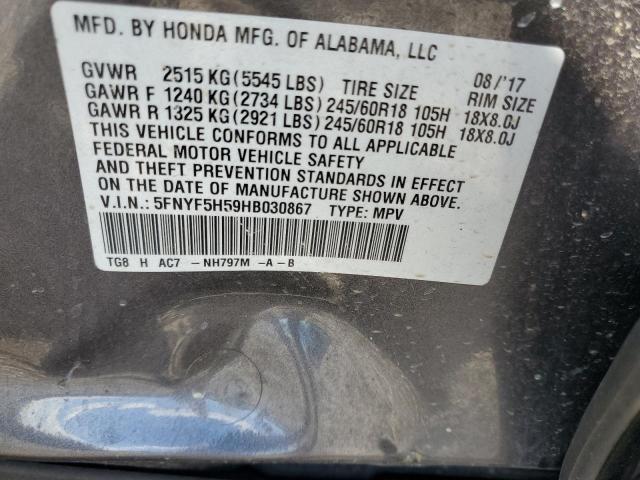 MFD. BY HONDA MFG. OF ALABAMA, LLC
GVWR 2515 KG (5545 LBS) TIRE SIZE 08/'17 RIM SIZE
GAWR F 1240 KG (2734 LBS) 245/60R18 105H 18X8.0J
GAWR R 1325 KG (2921 LBS) 245/60R18 105H 18X8.0J
THIS VEHICLE CONFORMS TO ALL APPLICABLE
FEDERAL MOTOR VEHICLE SAFETY
AND THEFT PREVENTION STANDARDS IN EFFECT
ON THE DATE OF MANUFACTURE SHOWN ABOVE.
V.I.N.: 5FNYF5H59HB030867 TYPE: MPV
TG8 H AC7 -NH797M -A-B